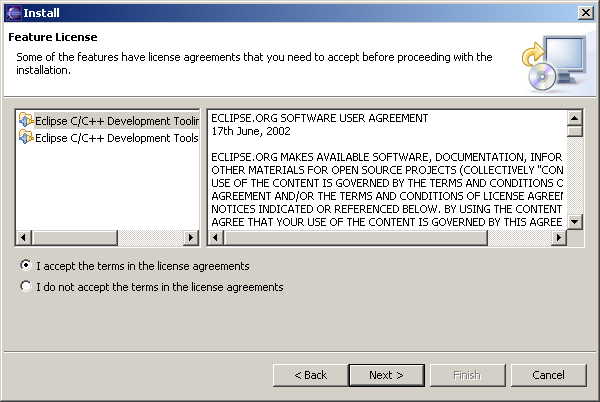 Install
Feature License
Some of the features have license agreements that you need to accept before proceeding with the
installation.
Eclipse C/C++ Development Toolin
Eclipse C/C++ Development Tools
ECLIPSE.ORG SOFTWARE USER AGREEMENT
17th June, 2002
ECLIPSE.ORG MAKES AVAILABLE SOFTWARE, DOCUMENTATION, INFOR
OTHER MATERIALS FOR OPEN SOURCE PROJECTS (COLLECTIVELY "CON
USE OF THE CONTENT IS GOVERNED BY THE TERMS AND CONDITIONS O
AGREEMENT AND/OR THE TERMS AND CONDITIONS OF LICENSE AGREEM
NOTICES INDICATED OR REFERENCED BELOW. BY USING THE CONTENT
AGREE THAT YOUR USE OF THE CONTENT IS GOVERNED BY THIS AGREE
I accept the terms in the license agreements
I do not accept the terms in the license agreements
< Back Next > Finish Cancel